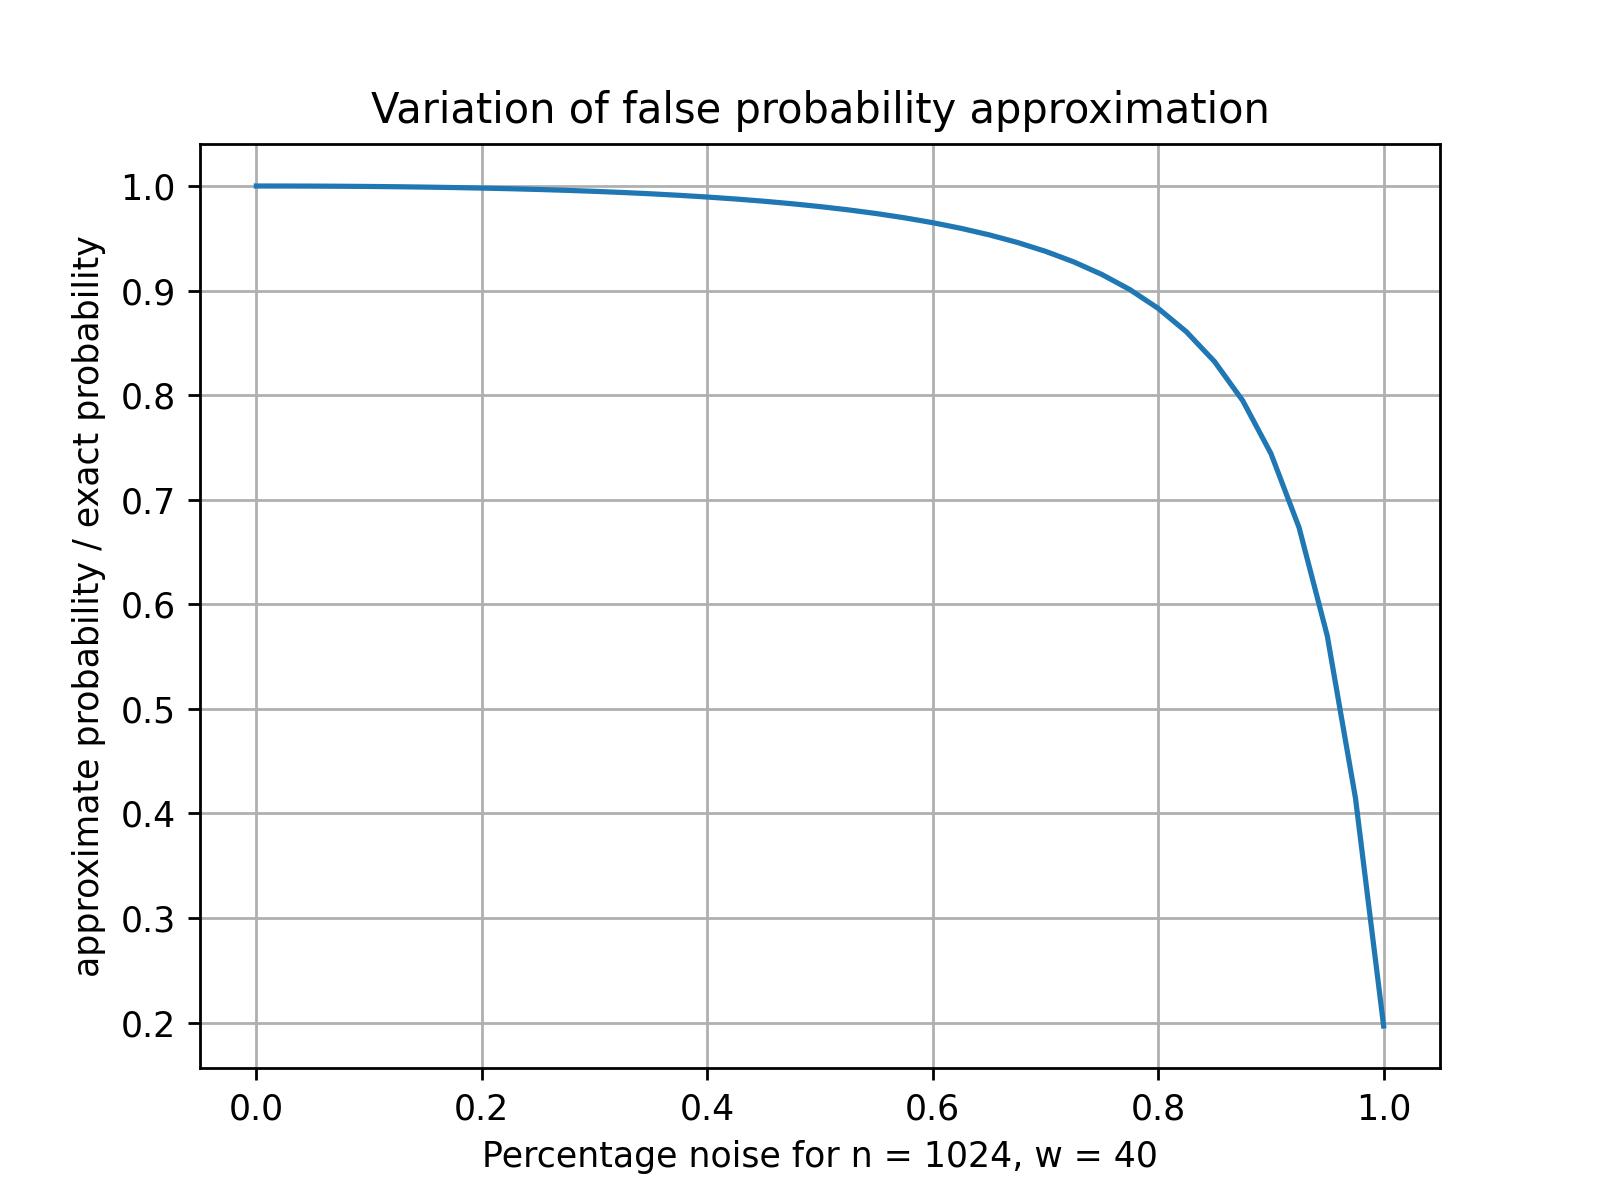 Variation of false probability approximation
approximate probability / exact probability
1.0
0.9
0.8
0.7
0.6
0.5
0.4
0.3
0.2
0.0 0.2 0.4 0.6 0.8 1.0
Percentage noise for n = 1024, w = 40